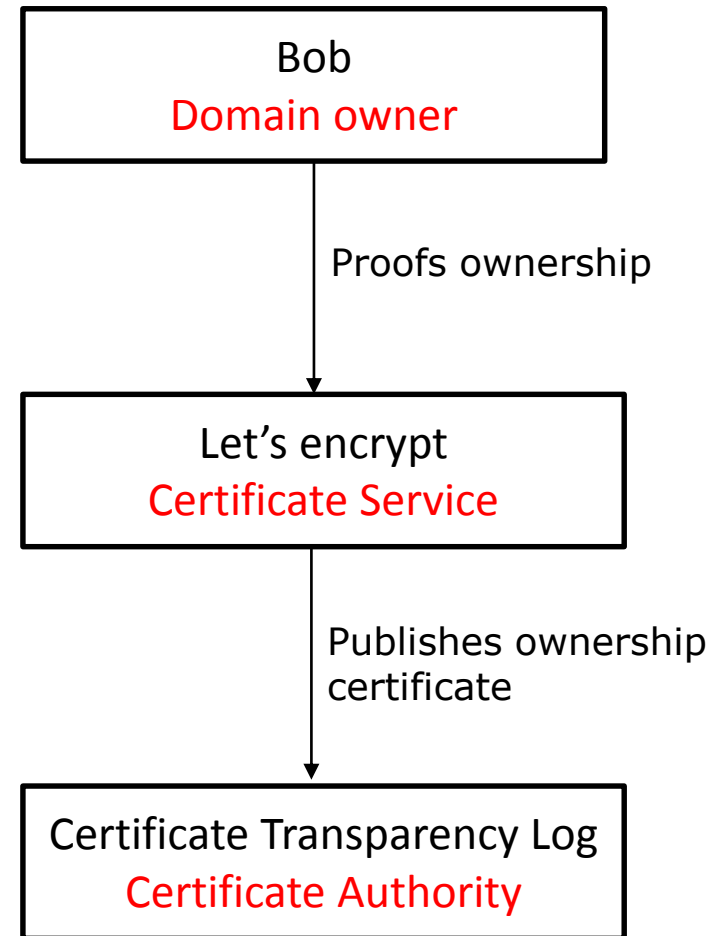 Bob
Domain owner
Proofs ownership
Let’s encrypt
Certificate Service
Publishes ownership
certificate
Certificate Transparency Log
Certificate Authority